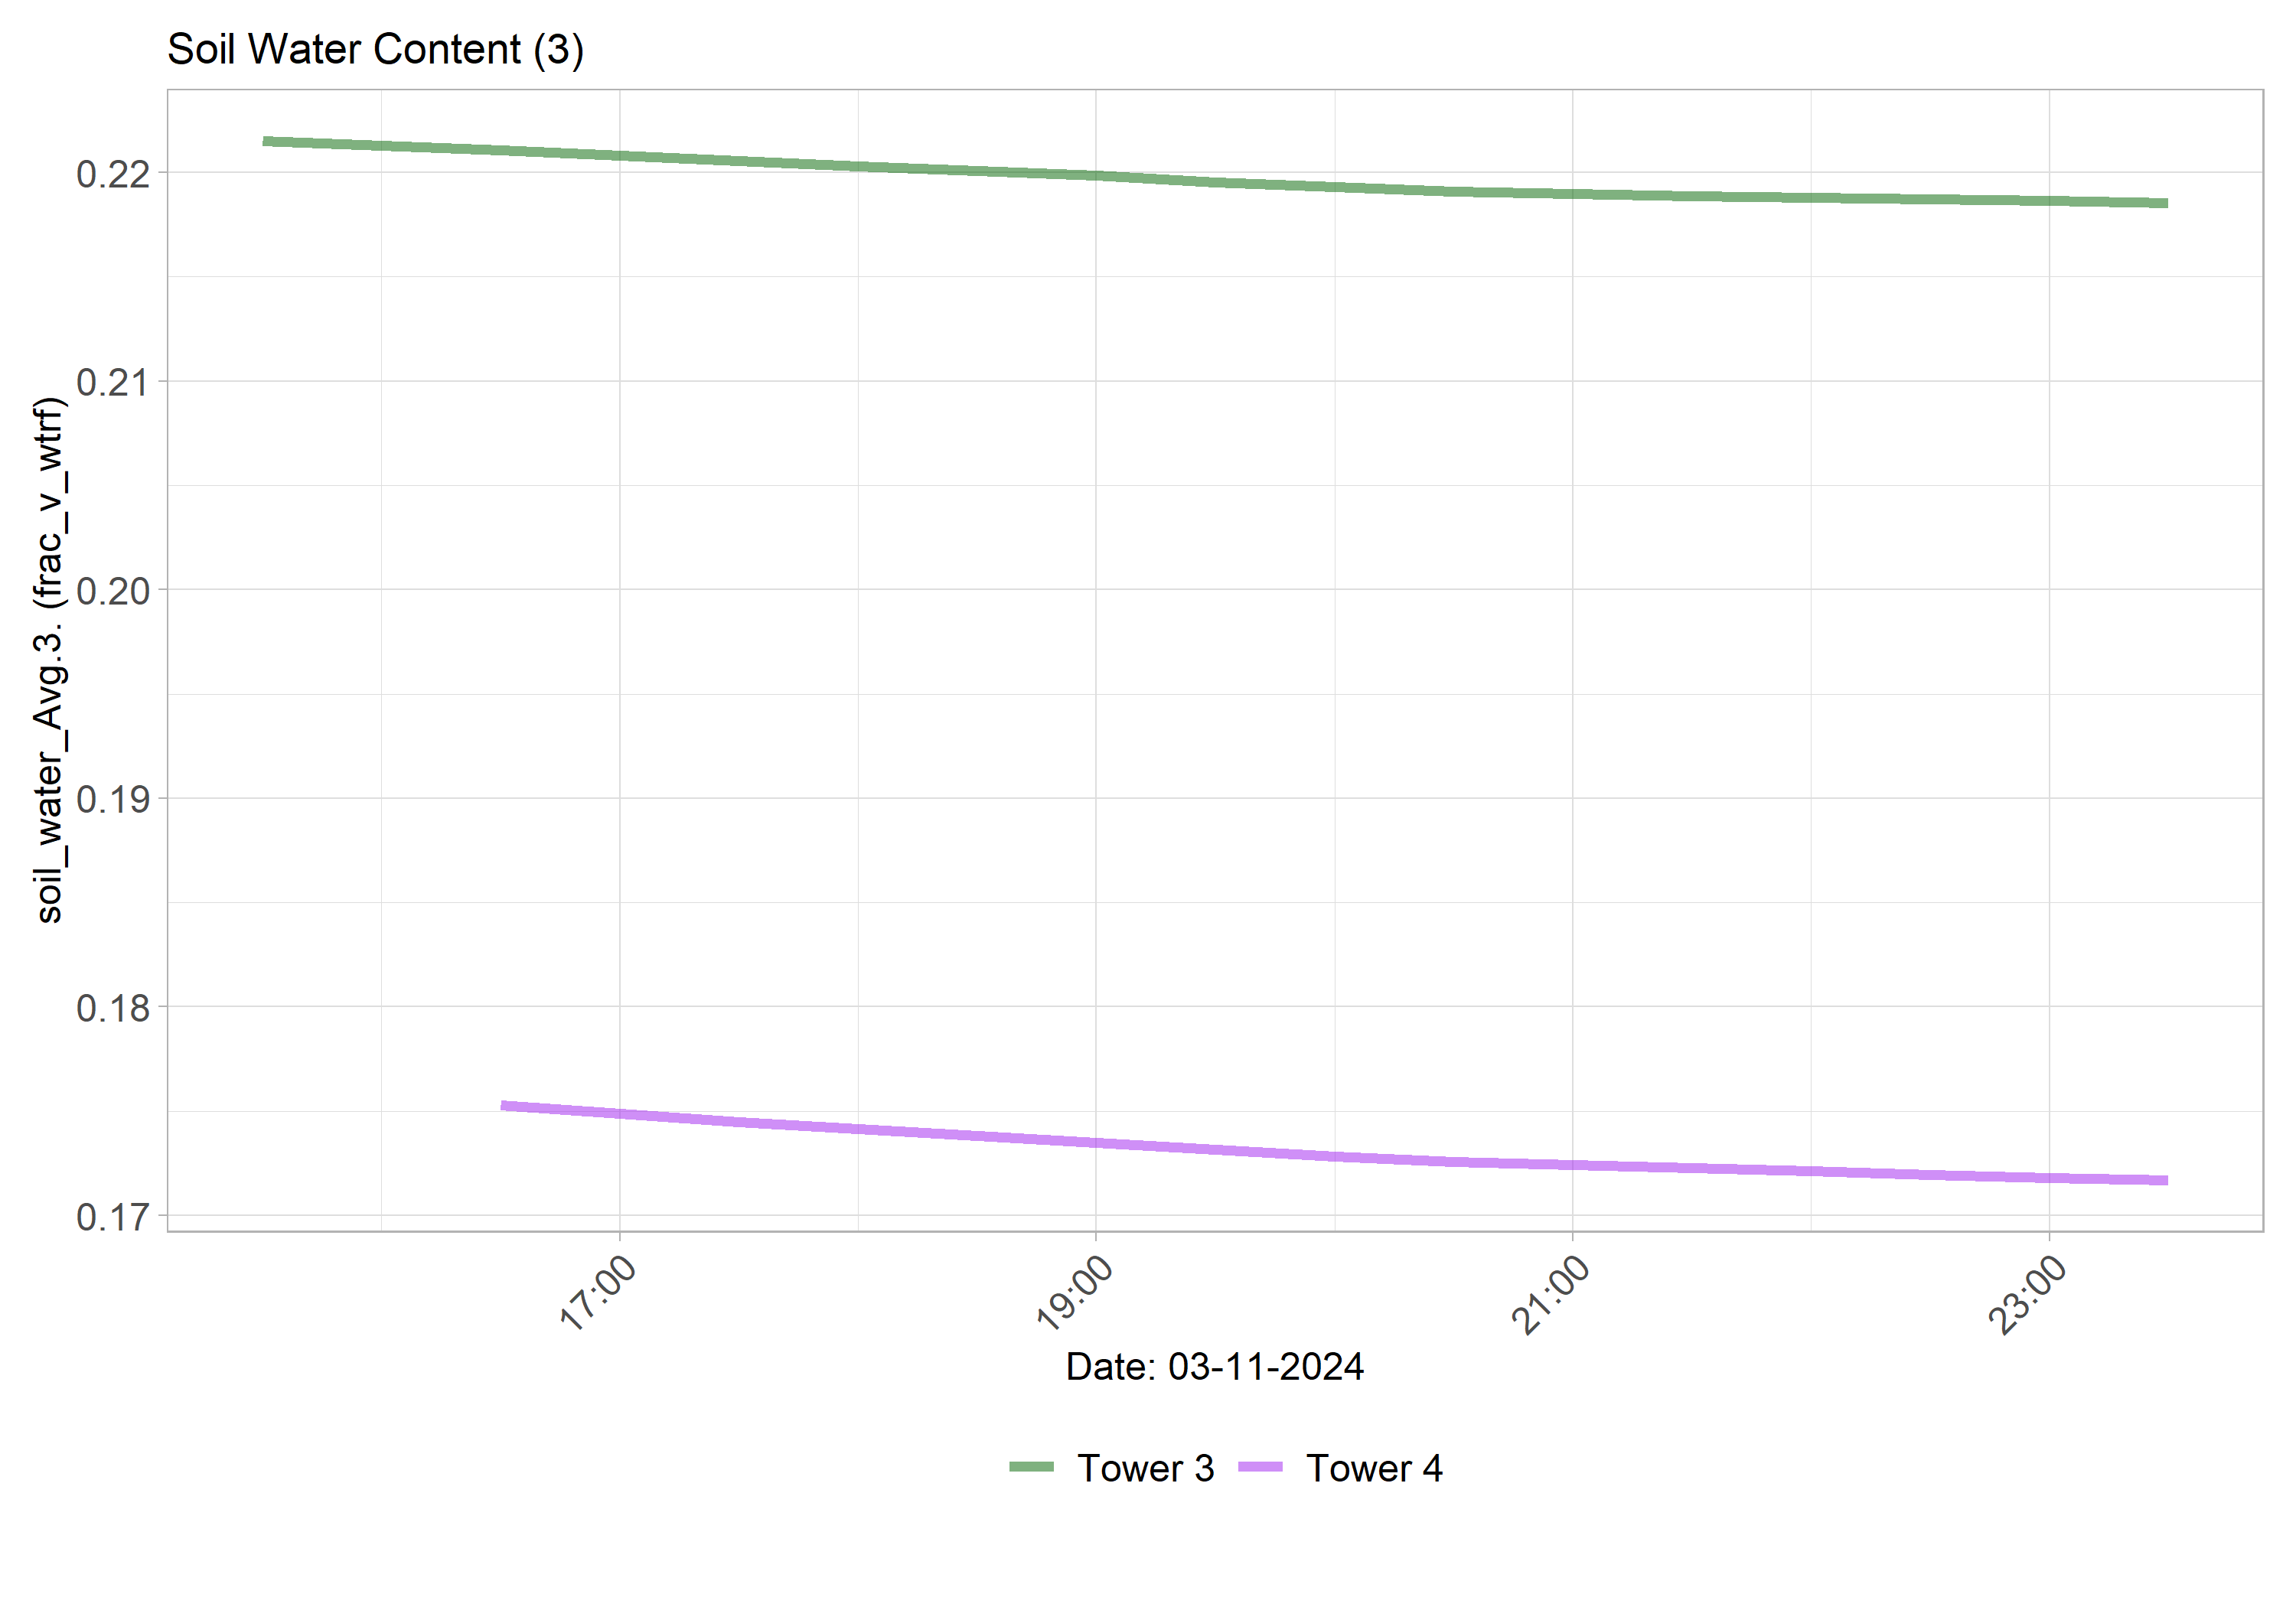 Soil Water Content (3)
soil_water_Avg.3. (frac_v_wtrf)
0.22
0.21
0.20
0.19
0.18
0.17
17:00
19:00
21:00
23:00
Date: 03-11-2024
Tower 3
Tower 4